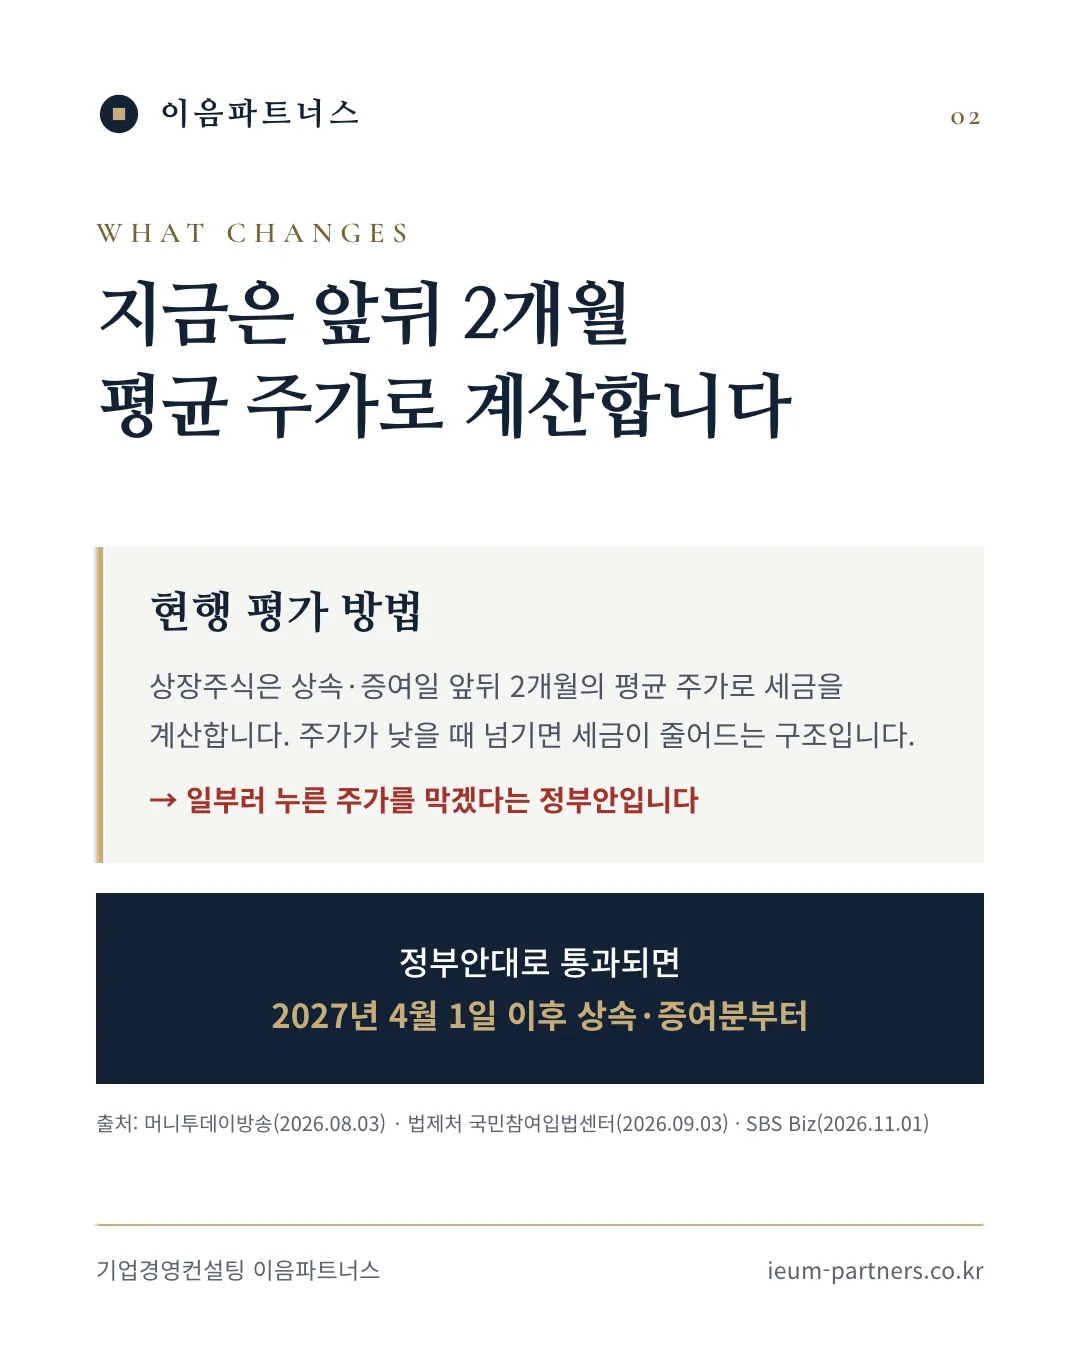 이음파트너스
02
WHAT CHANGES
지금은 앞뒤 2개월
평균 주가로 계산합니다
현행 평가 방법
상장주식은 상속·증여일 앞뒤 2개월의 평균 주가로 세금을
계산합니다. 주가가 낮을 때 넘기면 세금이 줄어드는 구조입니다.
→ 일부러 누른 주가를 막겠다는 정부안입니다
정부안대로 통과되면
2027년 4월 1일 이후 상속·증여분부터
출처: 머니투데이방송(2026.08.03) · 법제처 국민참여입법센터(2026.09.03) · SBS Biz(2026.11.01)
기업경영컨설팅 이음파트너스
ieum-partners.co.kr